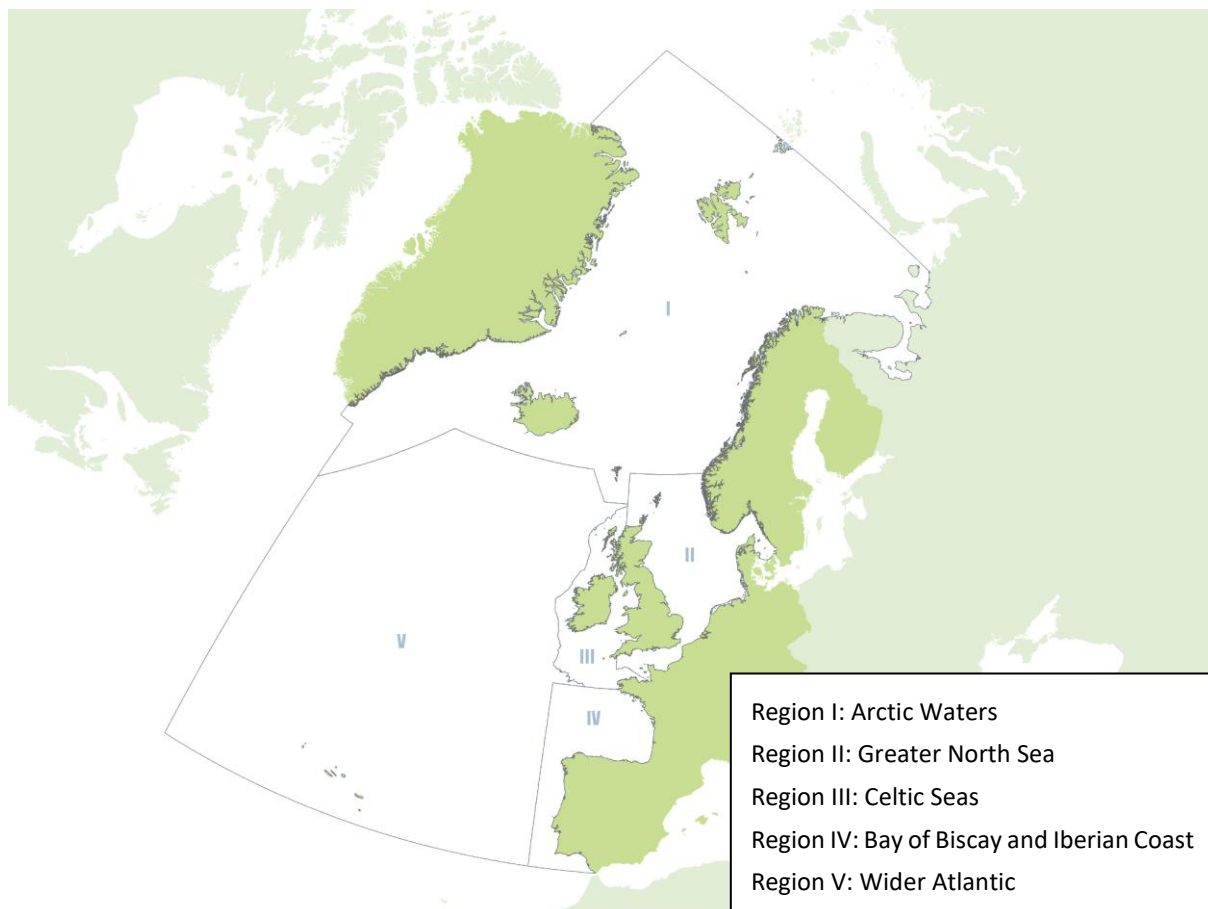 I
II
V
III
IV
Region I: Arctic Waters
Region II: Greater North Sea
Region III: Celtic Seas
Region IV: Bay of Biscay and Iberian Coast
Region V: Wider Atlantic